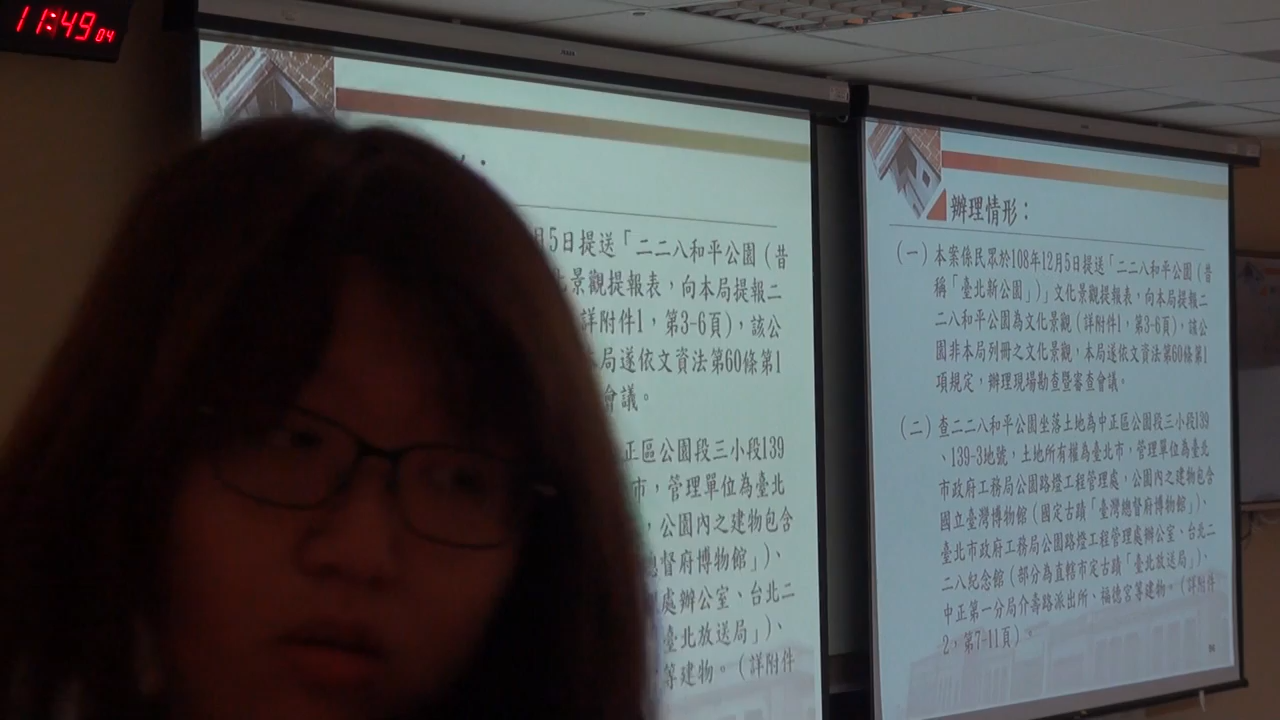 11:49 04
月5日提送「二二八和平公園（昔
化景觀提報表，向本局提報二
詳附件1，第3-6頁），該公
本局遂依文資法第60條第1
會議。
正區公園段三小段139
市，管理單位為臺北
，公園內之建物包含
總督府博物館」）、
處辦公室、台北二
臺北放送局」）、
等建物。（詳附件
辦理情形：
（一）本案係民眾於108年12月5日提送「二二八和平公園（昔
稱「臺北新公園」）」文化景觀提報表，向本局提報二
二八和平公園為文化景觀（詳附件1，第3-6頁），該公
園非本局列冊之文化景觀，本局遂依文資法第60條第1
項規定，辦理現場勘查暨審查會議。
（二）查二二八和平公園坐落土地為中正區公園段三小段139
、139-3地號，土地所有權為臺北市，管理單位為臺北
市政府工務局公園路燈工程管理處，公園內之建物包含
國立臺灣博物館（國定古蹟「臺灣總督府博物館」）、
臺北市政府工務局公園路燈工程管理處辦公室、台北二
二八紀念館（部分為直轄市定古蹟「臺北放送局」）、
中正第一分局介壽路派出所、福德宮等建物。（詳附件
2，第7-11頁）。